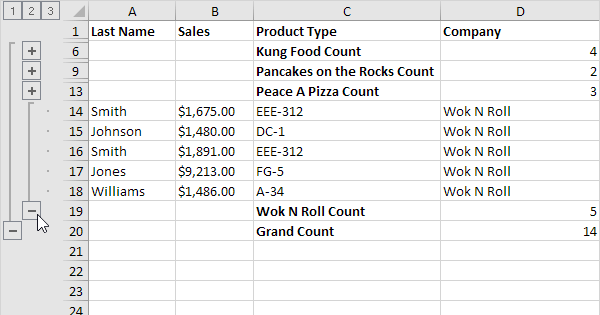 1 2 3 A B C D
1 Last Name Sales Product Type Company
6 Kung Food Count 4
9 Pancakes on the Rocks Count 2
13 Peace A Pizza Count 3
14 Smith $1,675.00 EEE-312 Wok N Roll
15 Johnson $1,480.00 DC-1 Wok N Roll
16 Smith $1,891.00 EEE-312 Wok N Roll
17 Jones $9,213.00 FG-5 Wok N Roll
18 Williams $1,486.00 A-34 Wok N Roll
19 Wok N Roll Count 5
20 Grand Count 14
21
22
23
24